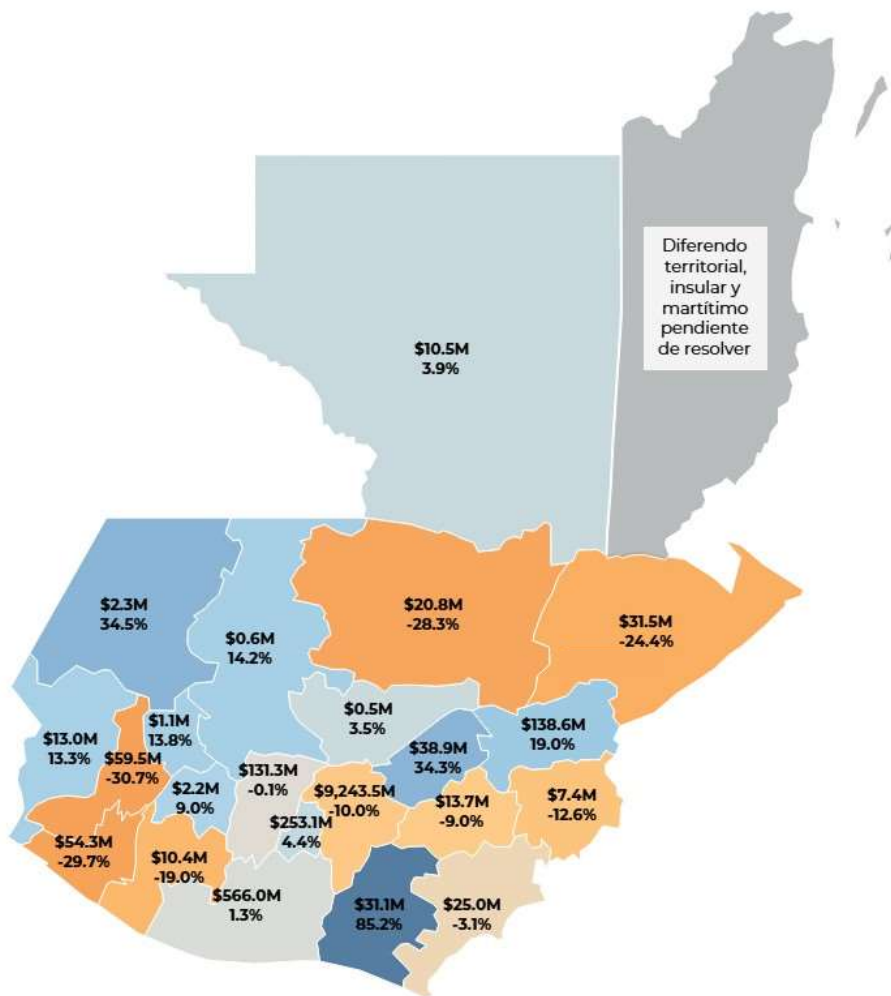 Diferendo
territorial,
insular y
martítimo
pendiente
de resolver
$10.5M
3.9%
$2.3M
34.5%
$0.6M
14.2%
$20.8M
-28.3%
$31.5M
-24.4%
$13.0M
13.3%
$1.1M
13.8%
$59.5M
-30.7%
$0.5M
3.5%
$138.6M
19.0%
$38.9M
34.3%
$2.2M
9.0%
$131.3M
-0.1%
$9,243.5M
-10.0%
$13.7M
-9.0%
$7.4M
-12.6%
$253.1M
4.4%
$54.3M
-29.7%
$10.4M
-19.0%
$566.0M
1.3%
$31.1M
85.2%
$25.0M
-3.1%